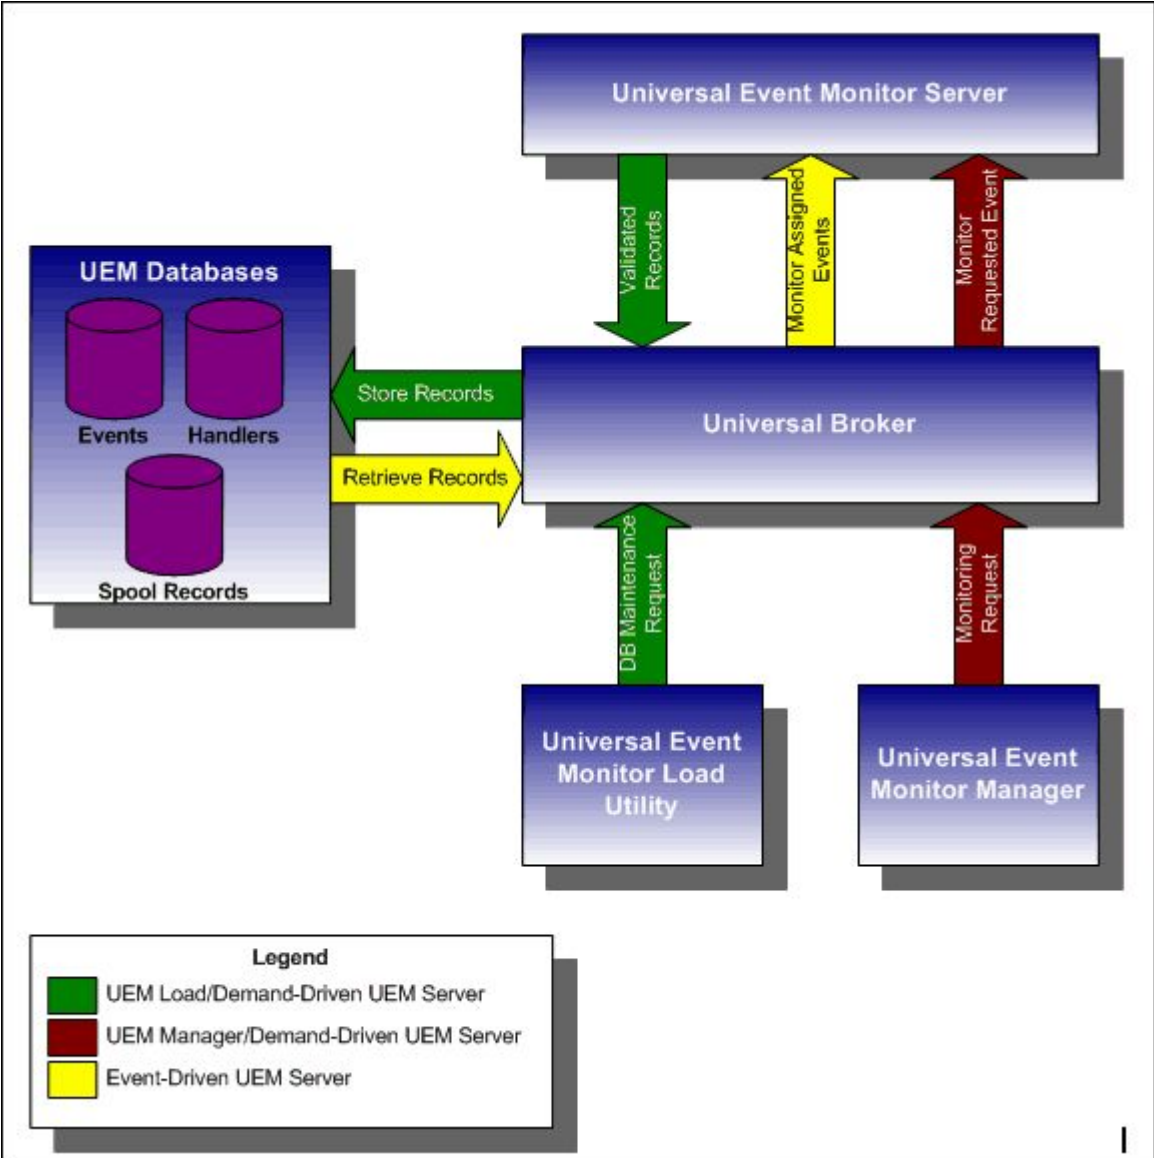 Universal Event Monitor Server
Validated
Records
Monitor Assigned
Events
Monitor
Requested Event
UEM Databases
Events
Handlers
Spool Records
Store Records
Retrieve Records
Universal Broker
DB Maintenance
Request
Monitoring
Request
Universal Event
Monitor Load
Utility
Universal Event
Monitor Manager
Legend
UEM Load/Demand-Driven UEM Server
UEM Manager/Demand-Driven UEM Server
Event-Driven UEM Server